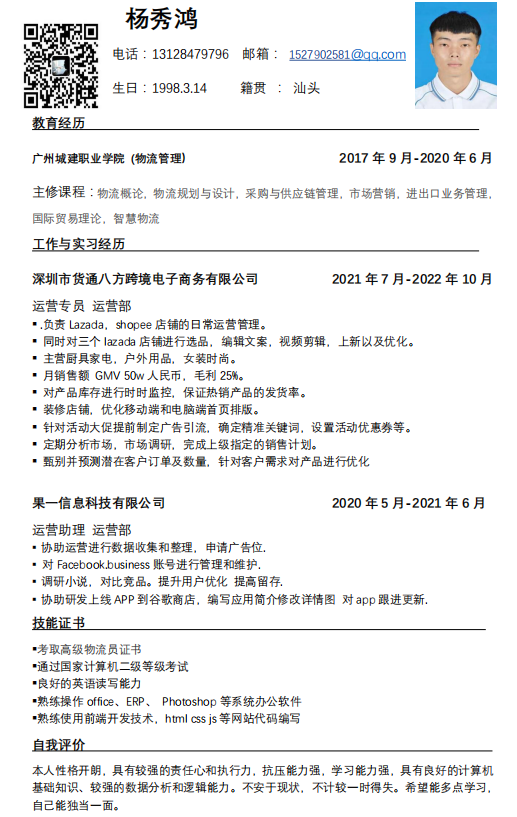 杨秀鸿
电话：13128479796 邮箱： 1527902581@qq.com
生日：1998.3.14 籍贯 ： 汕头
教育经历
广州城建职业学院 (物流管理) 2017 年 9 月-2020 年 6 月
主修课程：物流概论，物流规划与设计，采购与供应链管理，市场营销，进出口业务管理，
国际贸易理论，智慧物流
工作与实习经历
深圳市货通八方跨境电子商务有限公司 2021 年 7 月-2022 年 10 月
运营专员 运营部
▪ .负责 Lazada，shopee 店铺的日常运营管理。
▪ 同时对三个 lazada 店铺进行选品，编辑文案，视频剪辑，上新以及优化。
▪ 主营厨具家电，户外用品，女装时尚。
▪ 月销售额 GMV 50w 人民币，毛利 25%。
▪ 对产品库存进行时时监控，保证热销产品的发货率。
▪ 装修店铺，优化移动端和电脑端首页排版。
▪ 针对活动大促提前制定广告引流，确定精准关键词，设置活动优惠券等。
▪ 定期分析市场，市场调研，完成上级指定的销售计划。
▪ 甄别并预测潜在客户订单及数量，针对客户需求对产品进行优化
果一信息科技有限公司 2020 年 5 月-2021 年 6 月
运营助理 运营部
▪ 协助运营进行数据收集和整理，申请广告位.
▪ 对 Facebook.business 账号进行管理和维护.
▪ 调研小说，对比竞品。提升用户优化 提高留存.
▪ 协助研发上线 APP 到谷歌商店，编写应用简介修改详情图 对 app 跟进更新.
技能证书
▪考取高级物流员证书
▪通过国家计算机二级等级考试
▪良好的英语读写能力
▪熟练操作 office、ERP、 Photoshop 等系统办公软件
▪熟练使用前端开发技术，html css js 等网站代码编写
自我评价
本人性格开朗，具有较强的责任心和执行力，抗压能力强，学习能力强，具有良好的计算机
基础知识、较强的数据分析和逻辑能力。不安于现状，不计较一时得失。希望能多点学习，
自己能独当一面。